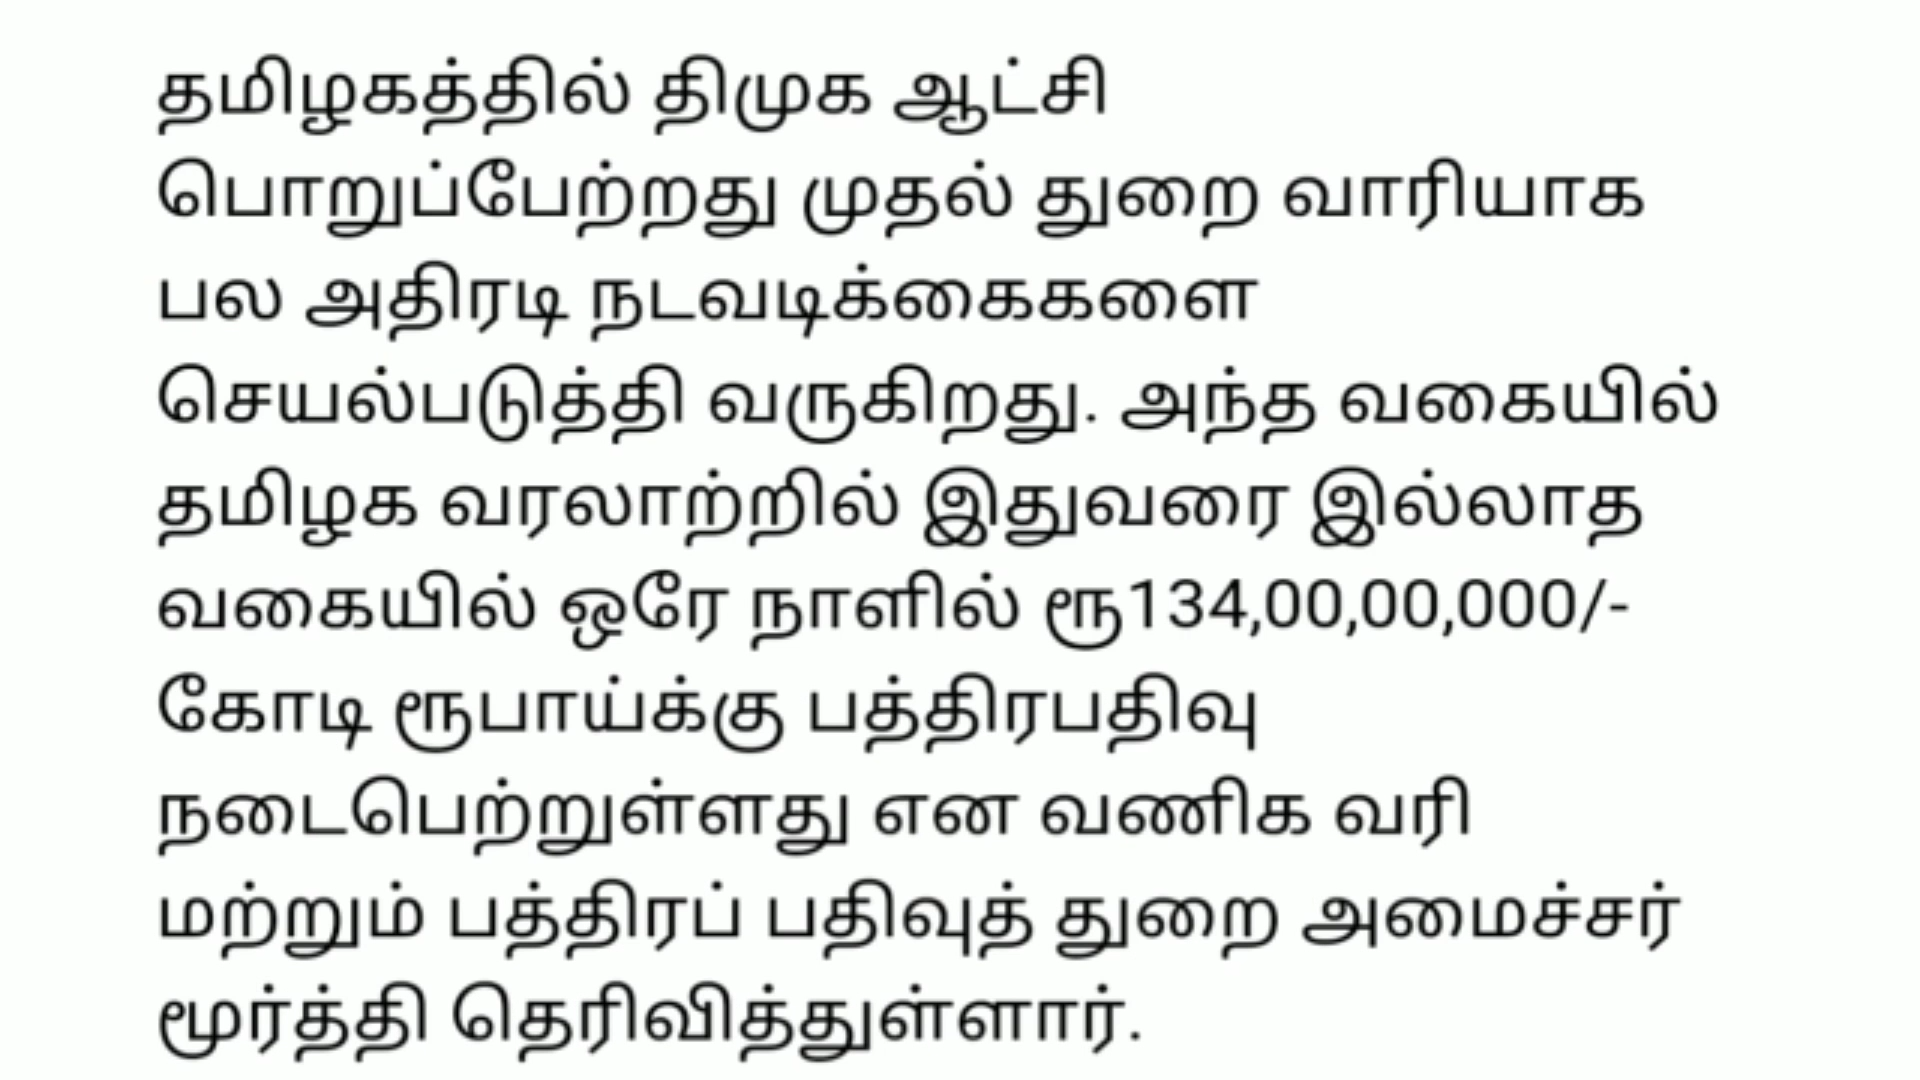 தமிழகத்தில் திமுக ஆட்சி
பொறுப்பேற்றது முதல் துறை வாரியாக
பல அதிரடி நடவடிக்கைகளை
செயல்படுத்தி வருகிறது. அந்த வகையில்
தமிழக வரலாற்றில் இதுவரை இல்லாத
வகையில் ஒரே நாளில் ரூ134,00,00,000/-
கோடி ரூபாய்க்கு பத்திரபதிவு
நடைபெற்றுள்ளது என வணிக வரி
மற்றும் பத்திரப் பதிவுத் துறை அமைச்சர்
மூர்த்தி தெரிவித்துள்ளார்.